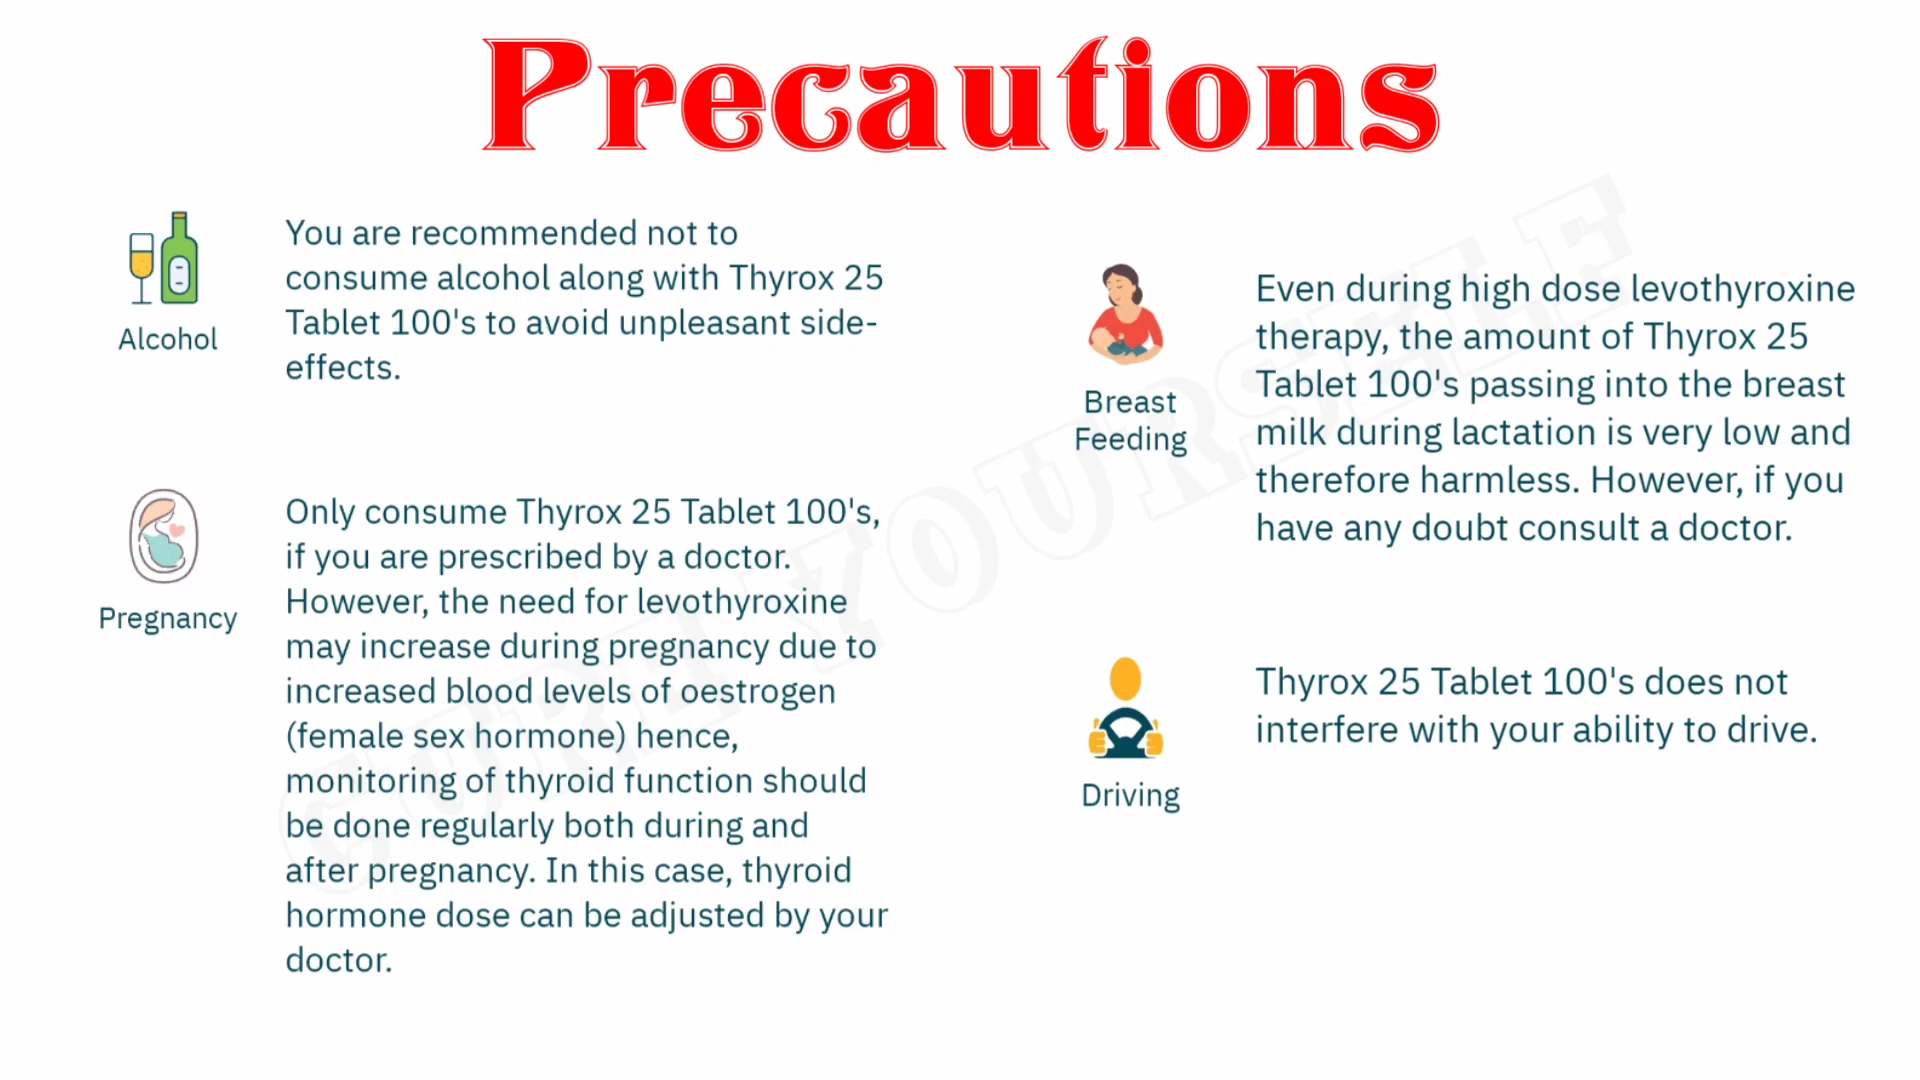 Precautions
Alcohol
You are recommended not to
consume alcohol along with Thyrox 25
Tablet 100's to avoid unpleasant side-
effects.
Pregnancy
Only consume Thyrox 25 Tablet 100's,
if you are prescribed by a doctor.
However, the need for levothyroxine
may increase during pregnancy due to
increased blood levels of oestrogen
(female sex hormone) hence,
monitoring of thyroid function should
be done regularly both during and
after pregnancy. In this case, thyroid
hormone dose can be adjusted by your
doctor.
Breast
Feeding
Even during high dose levothyroxine
therapy, the amount of Thyrox 25
Tablet 100's passing into the breast
milk during lactation is very low and
therefore harmless. However, if you
have any doubt consult a doctor.
Driving
Thyrox 25 Tablet 100's does not
interfere with your ability to drive.
CURE YOURSELF